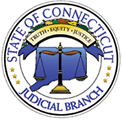 STATE OF CONNECTICUT
TRUTH • EQUITY • JUSTICE
JUDICIAL BRANCH